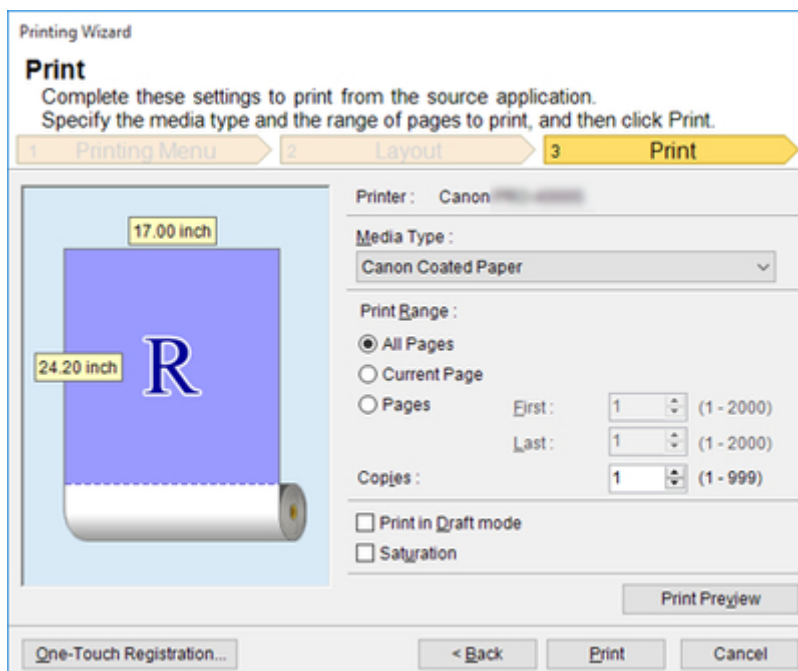 Printing Wizard
Print
Complete these settings to print from the source application.
Specify the media type and the range of pages to print, and then click Print.
1 Printing Menu 2 Layout 3 Print
Printer : Canon
17.00 inch
24.20 inch
R
Media Type :
Canon Coated Paper
Print Range :
All Pages
Current Page
Pages First : 1 (1 - 2000)
Last : 1 (1 - 2000)
Copies : 1 (1 - 999)
Print in Draft mode
Saturation
Print Preview
One-Touch Registration... < Back Print Cancel